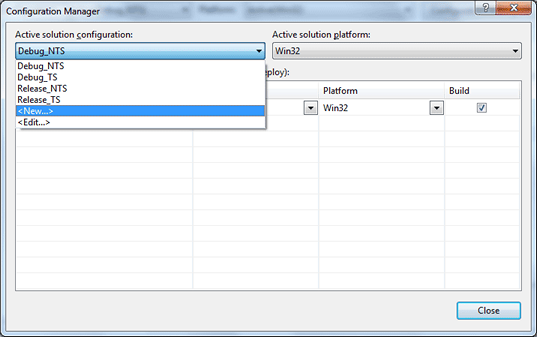 Configuration Manager
Active solution configuration:
Active solution platform:
Debug_NTS
Win32
Debug_NTS
Debug_TS
Release_NTS
Release_TS
<New...>
<Edit...>
Platform
Build
Win32
Close